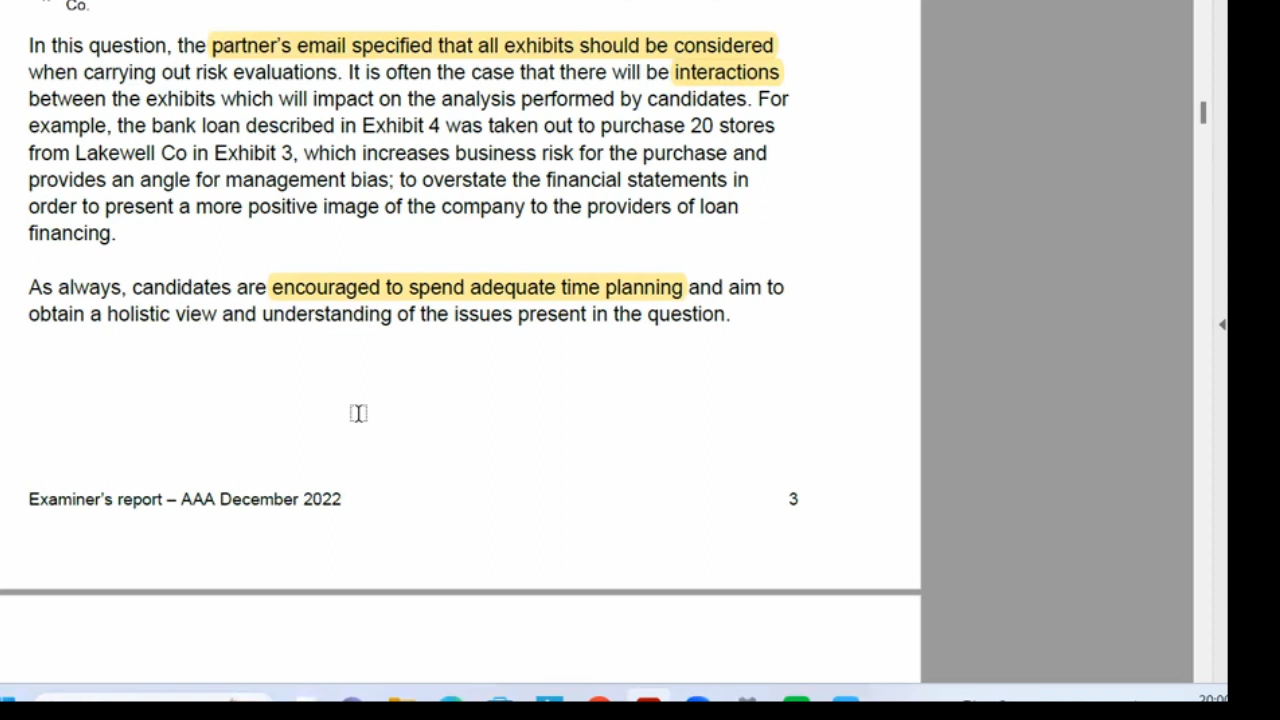 Co.
In this question, the partner’s email specified that all exhibits should be considered
when carrying out risk evaluations. It is often the case that there will be interactions
between the exhibits which will impact on the analysis performed by candidates. For
example, the bank loan described in Exhibit 4 was taken out to purchase 20 stores
from Lakewell Co in Exhibit 3, which increases business risk for the purchase and
provides an angle for management bias; to overstate the financial statements in
order to present a more positive image of the company to the providers of loan
financing.
As always, candidates are encouraged to spend adequate time planning and aim to
obtain a holistic view and understanding of the issues present in the question.
Examiner’s report – AAA December 2022 3